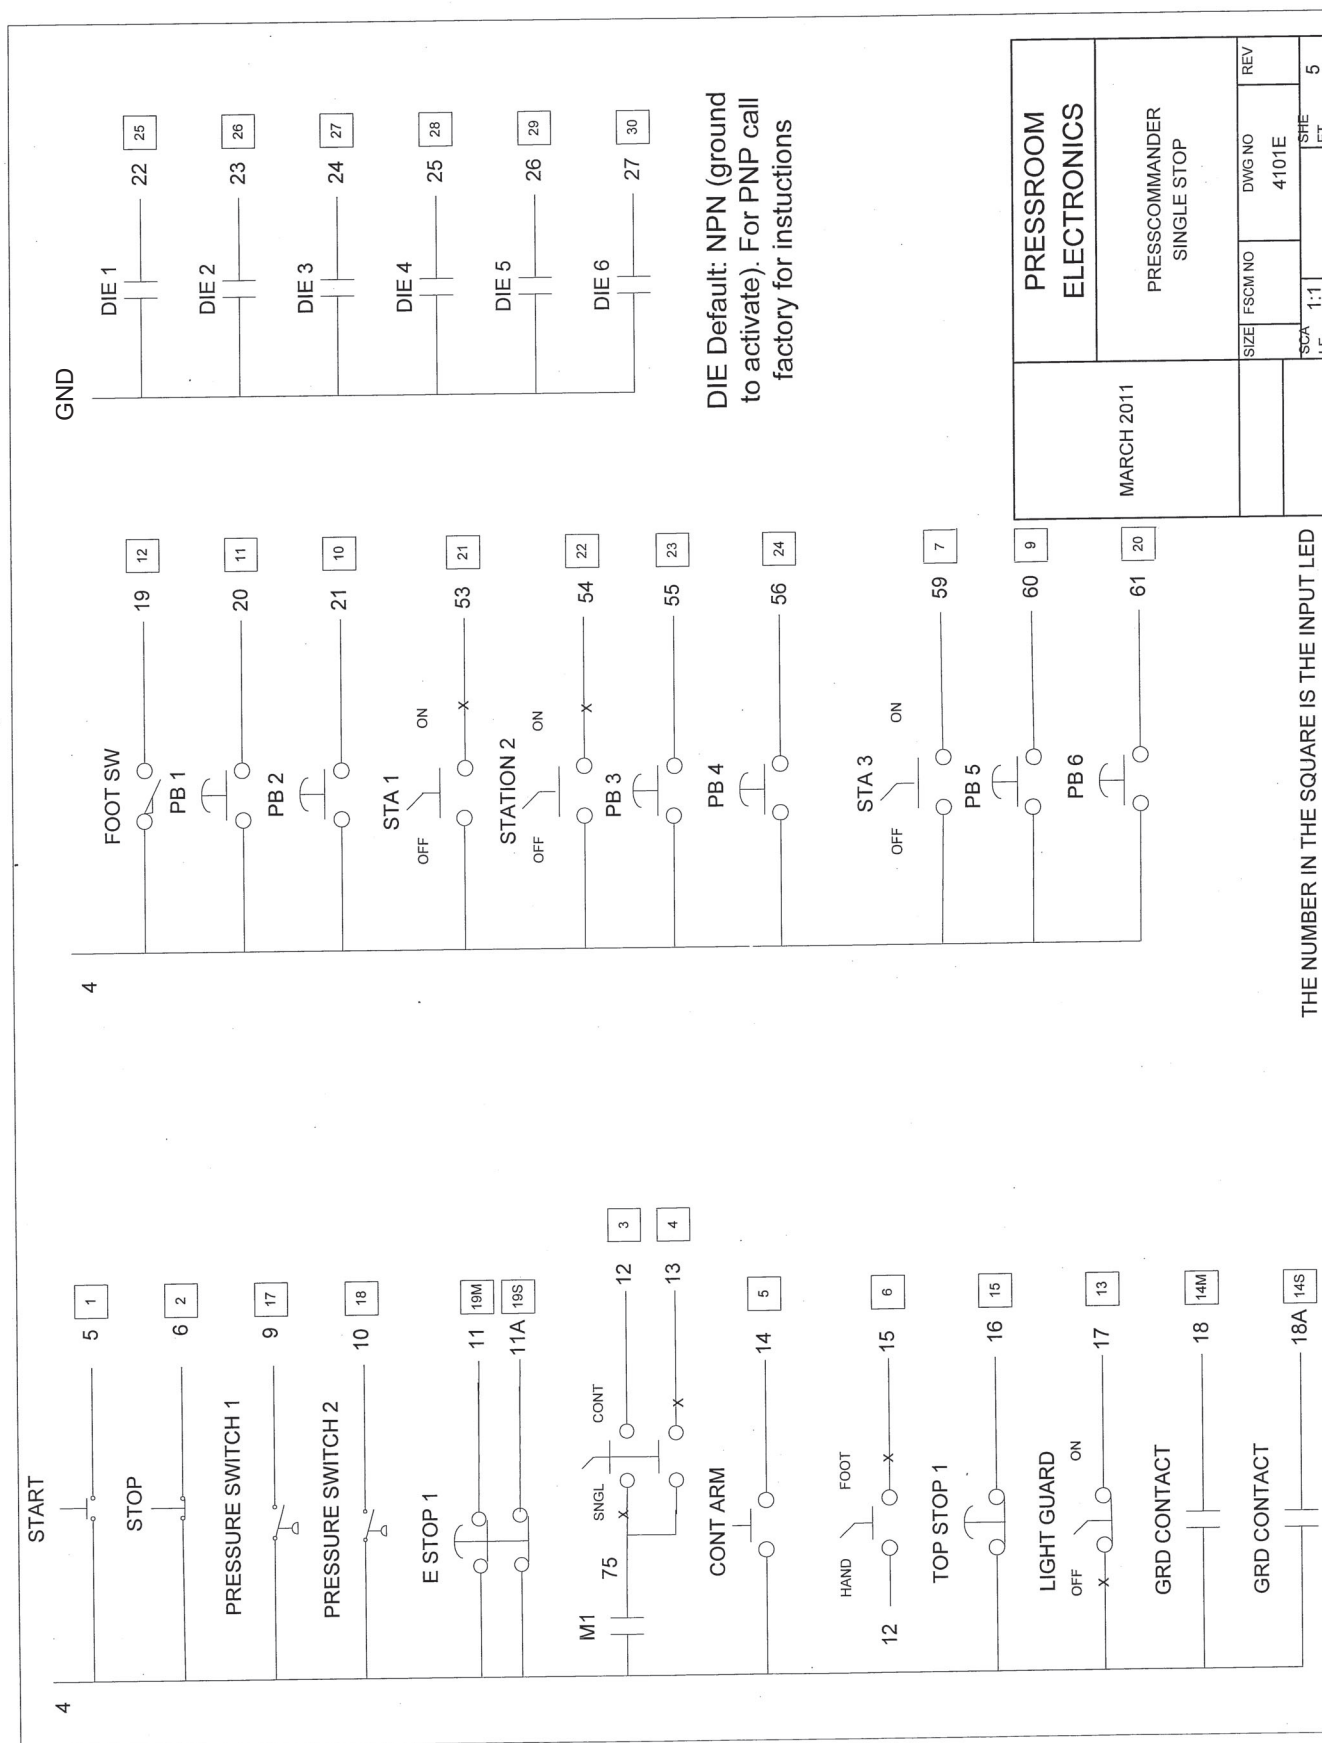 4
START
5
1
STOP
6
2
PRESSURE SWITCH 1
9
17
PRESSURE SWITCH 2
10
18
E STOP 1
11
19M
11A
19S
M1
75
SNGL
CONT
12
3
13
4
CONT ARM
14
5
12
HAND
FOOT
15
6
TOP STOP 1
16
15
LIGHT GUARD
OFF
ON
17
13
GRD CONTACT
18
14M
GRD CONTACT
18A
14S
4
FOOT SW
19
12
PB 1
20
11
PB 2
21
10
STA 1
OFF
ON
X
53
21
STATION 2
OFF
ON
X
54
22
PB 3
55
23
PB 4
56
24
STA 3
OFF
ON
59
7
PB 5
60
9
PB 6
61
20
GND
DIE 1
22
25
DIE 2
23
26
DIE 3
24
27
DIE 4
25
28
DIE 5
26
29
DIE 6
27
30
DIE Default: NPN (ground
to activate). For PNP call
factory for instuctions
THE NUMBER IN THE SQUARE IS THE INPUT LED
MARCH 2011
PRESSROOM
ELECTRONICS
PRESSCOMMANDER
SINGLE STOP
SIZE
FSCM NO
DWG NO
4101E
REV
SCA
1:1
SHE
5